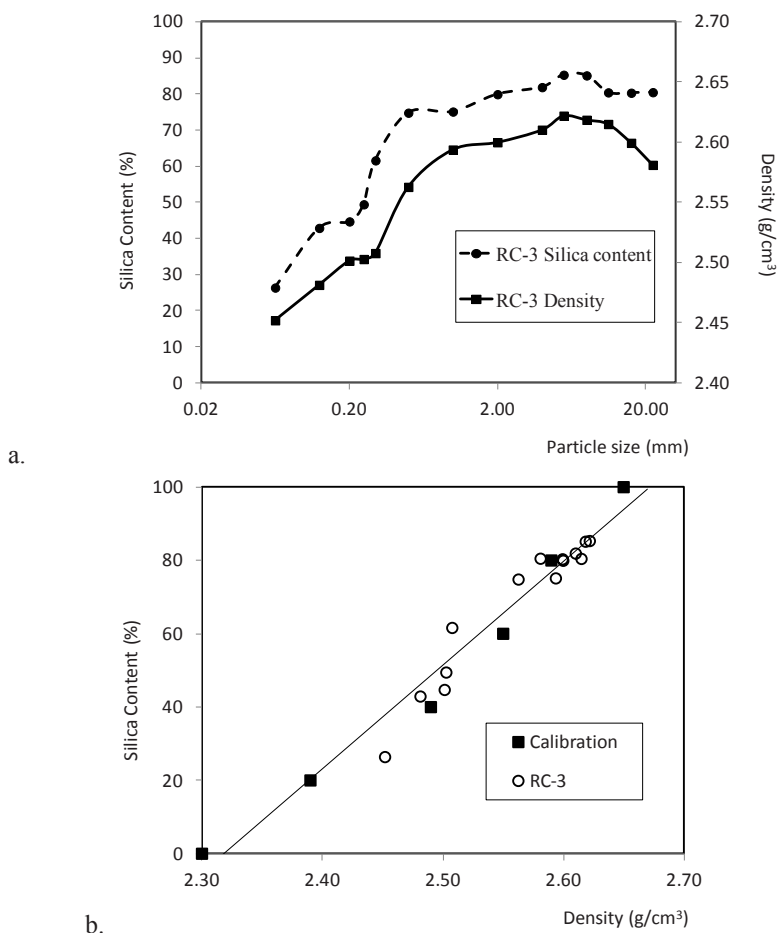 100
90
80
70
60
50
40
30
20
10
0
Silica Content (%)
2.70
2.65
2.60
2.55
2.50
2.45
2.40
Density (g/cm³)
RC-3 Silica content
RC-3 Density
0.02 0.20 2.00 20.00
Particle size (mm)
a.
100
80
60
40
20
0
Silica Content (%)
Calibration
RC-3
2.30 2.40 2.50 2.60 2.70
Density (g/cm³)
b.